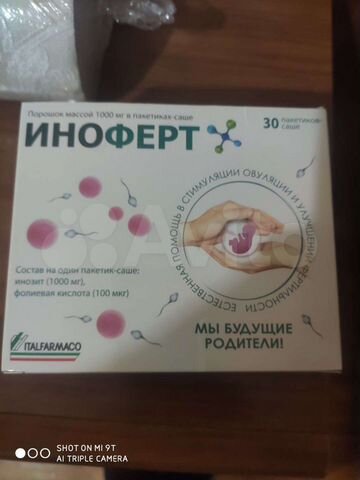 Порошок массой 1000 мг в пакетиках-саше
ИНОФЕРТ
30 пакетиков-
саше
ЕСТЕСТВЕННАЯ ПОМОЩЬ В СТИМУЛЯЦИИ ОВУЛЯЦИИ И УЛУЧШЕНИИ ФЕРТИЛЬНОСТИ
Состав на один пакетик-саше:
инозит (1000 мг),
фолиевая кислота (100 мкг)
МЫ БУДУЩИЕ
РОДИТЕЛИ!
ITALFARMACO
Avito
SHOT ON MI 9T
AI TRIPLE CAMERA